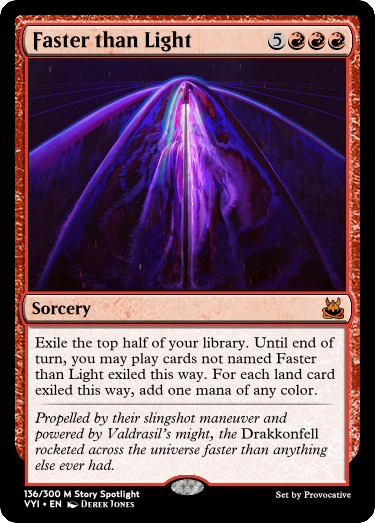 Faster than Light 5
Sorcery
Exile the top half of your library. Until end of
turn, you may play cards not named Faster
than Light exiled this way. For each land card
exiled this way, add one mana of any color.
Propelled by their slingshot maneuver and
powered by Valdrasil's might, the Drakkonfell
rocketed across the universe faster than anything
else ever had.
136/300 M Story Spotlight
VYI • EN Derek Jones
Set by Provocative